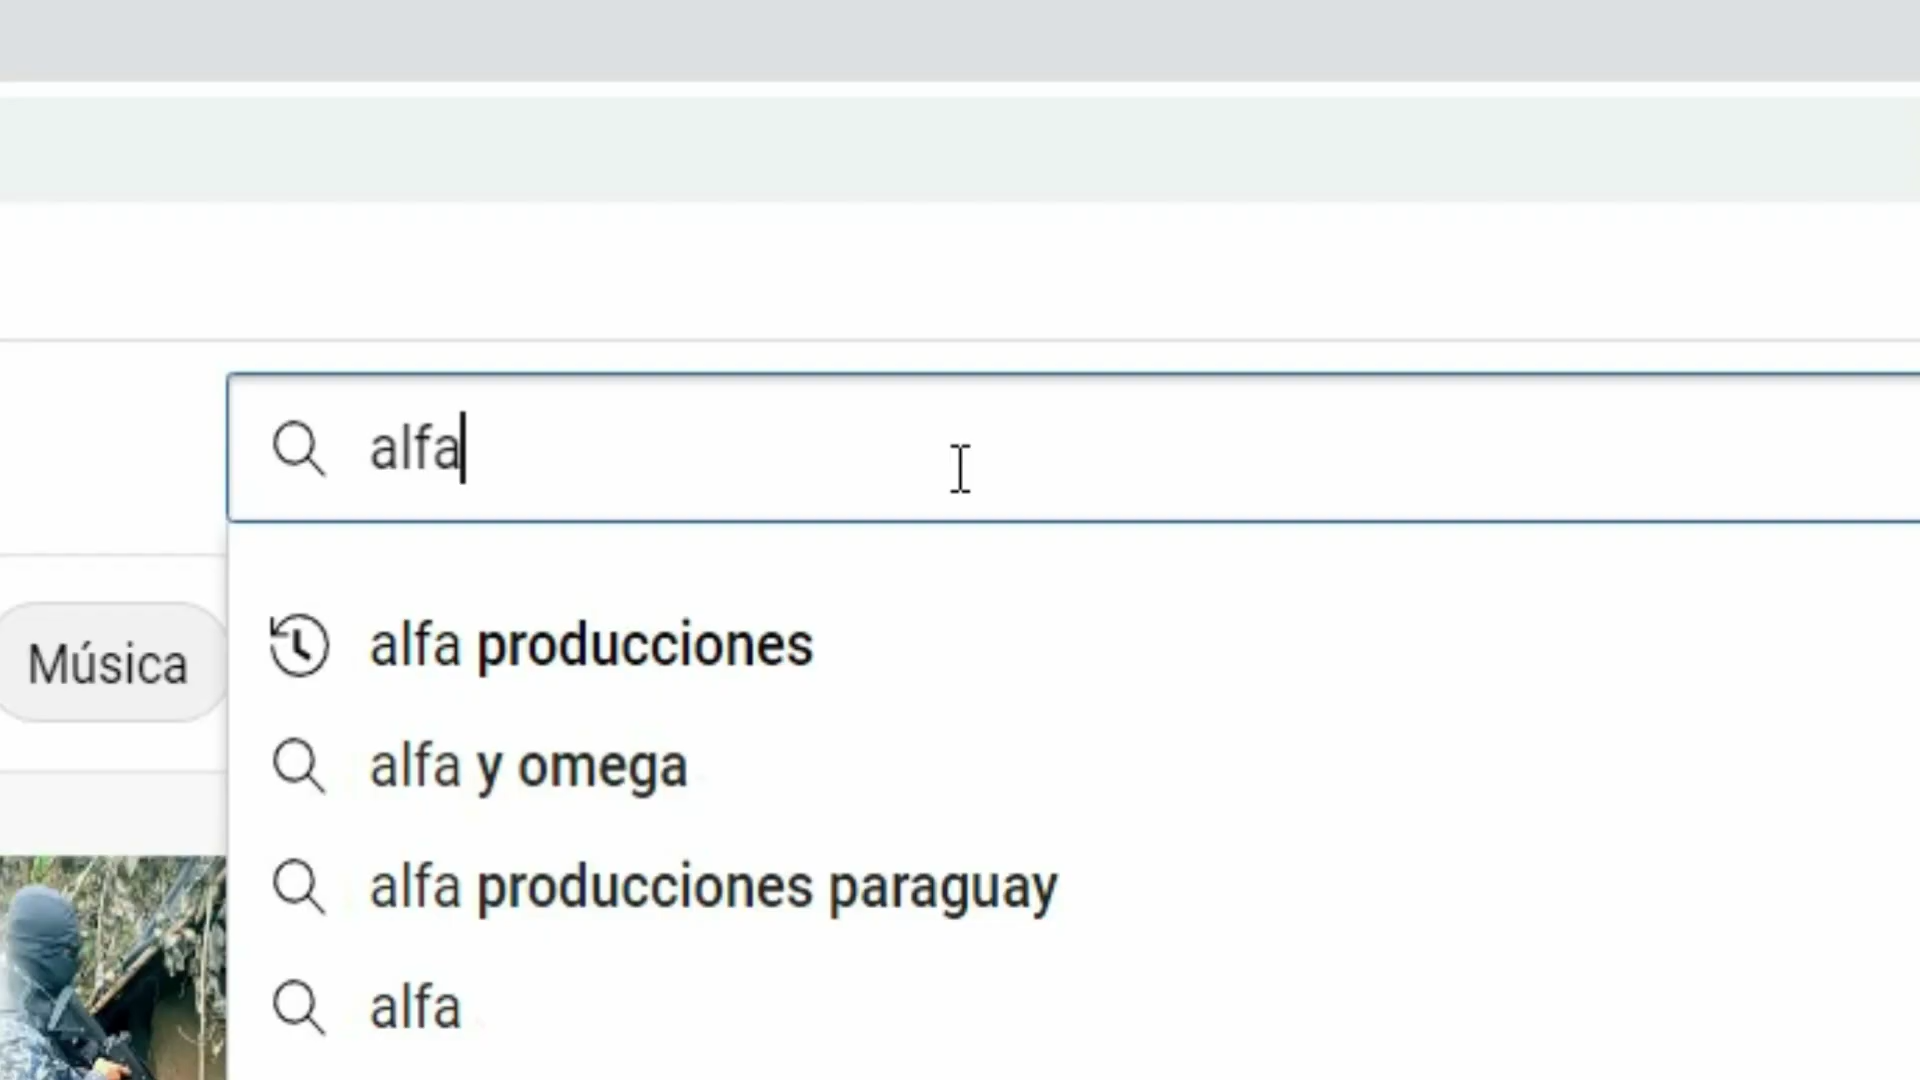 alfa
alfa producciones
Música
alfa y omega
alfa producciones paraguay
alfa